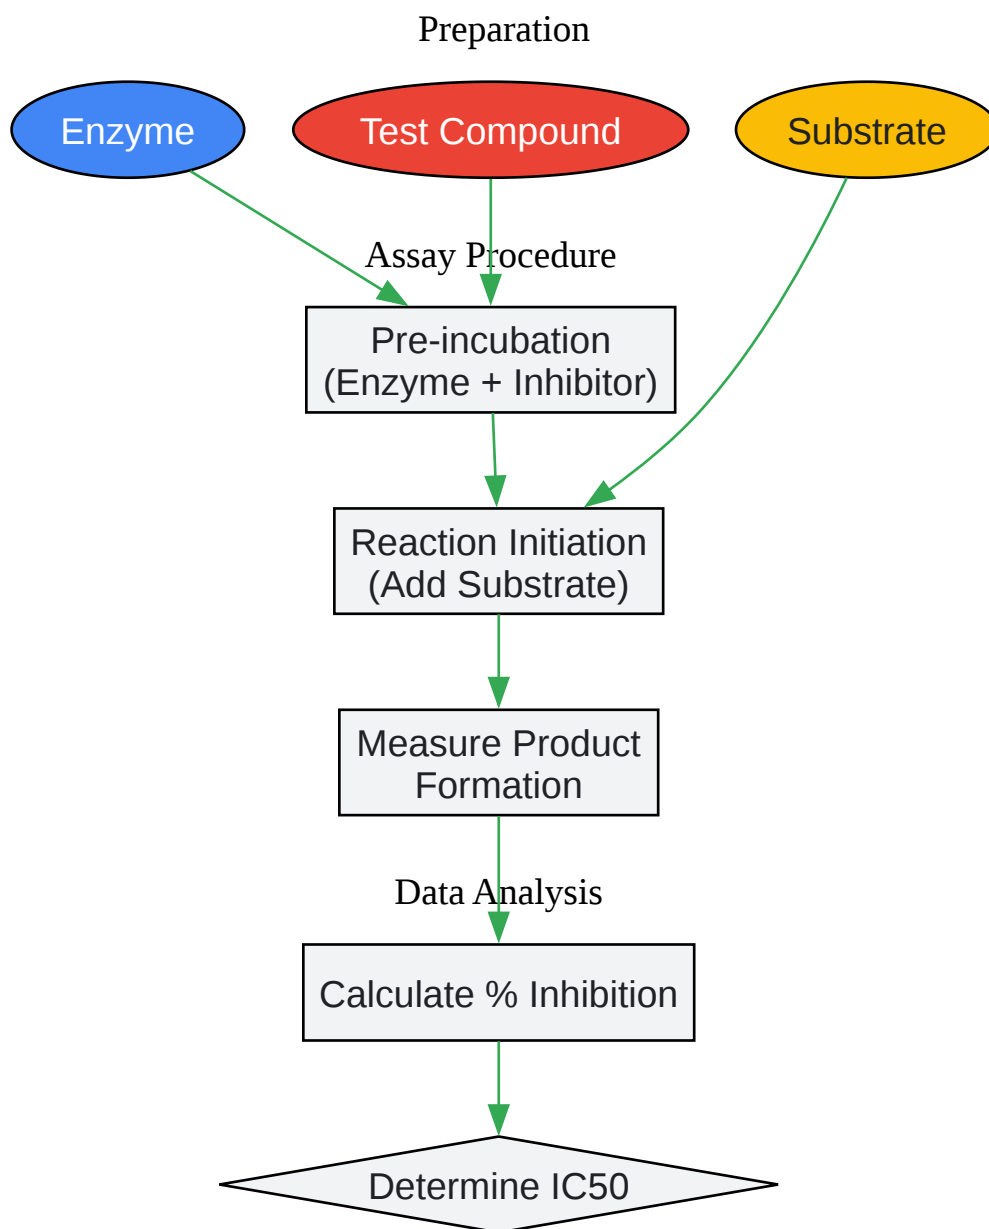 Preparation
Enzyme
Test Compound
Substrate
Assay Procedure
Pre-incubation
(Enzyme + Inhibitor)
Reaction Initiation
(Add Substrate)
Measure Product
Formation
Data Analysis
Calculate % Inhibition
Determine IC50